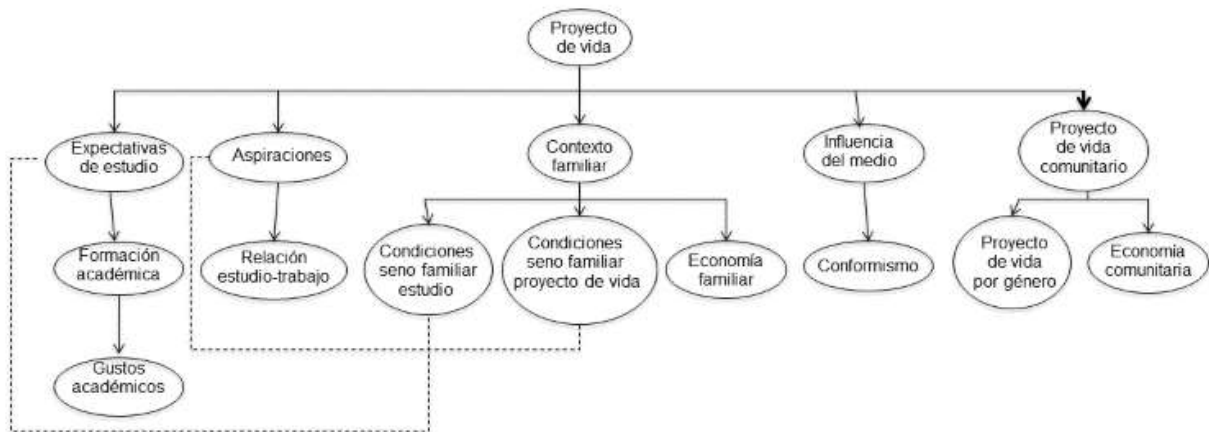 Proyecto
de vida
Expectativas
de estudio
Aspiraciones
Contexto
familiar
Influencia
del medio
Proyecto
de vida
comunitario
Formación
académica
Relación
estudio-trabajo
Condiciones
seno familiar
estudio
Condiciones
seno familiar
proyecto de vida
Economía
familiar
Conformismo
Proyecto
de vida
por género
Economía
comunitaria
Gustos
académicos